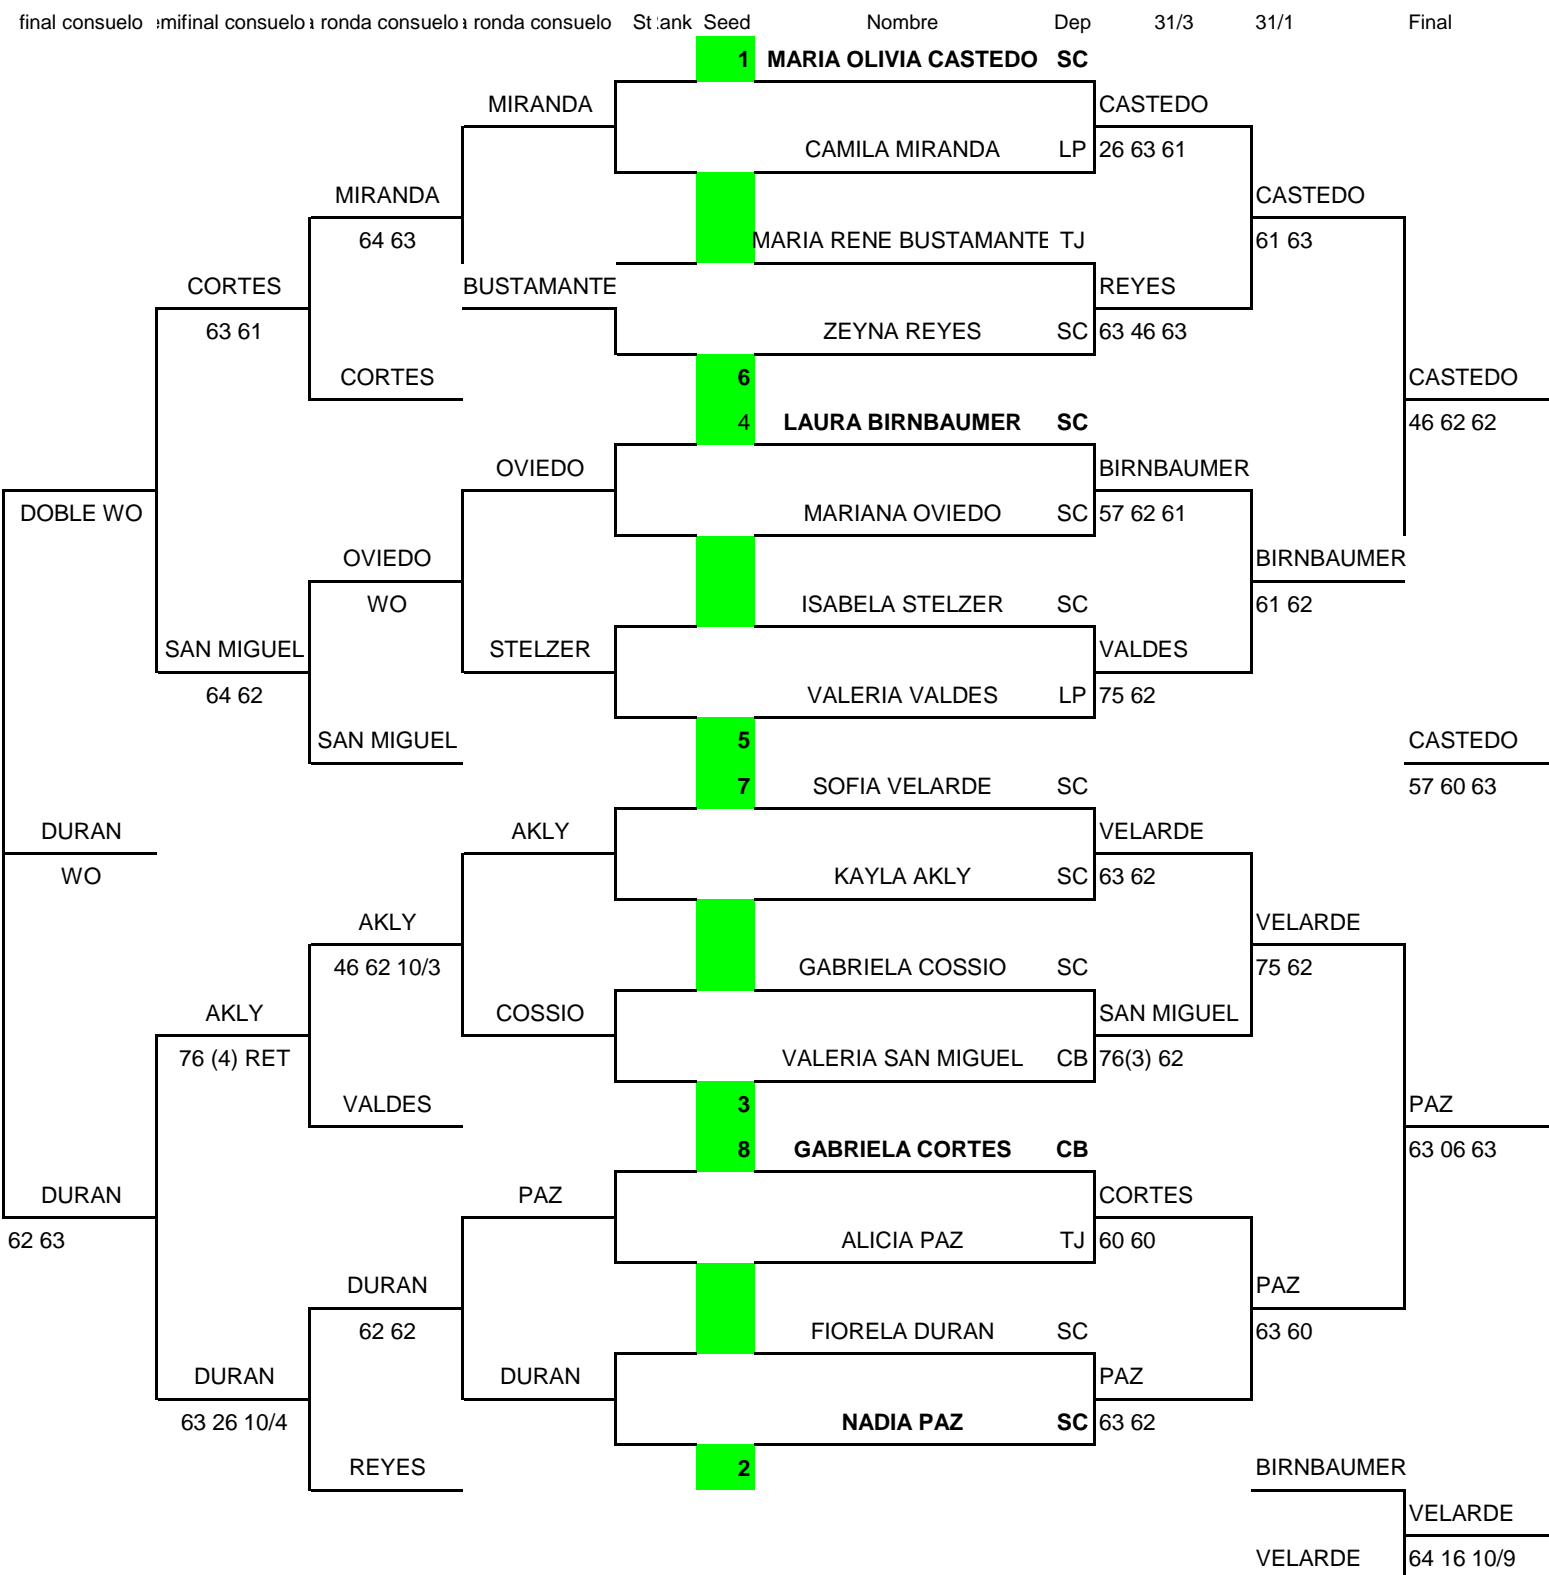 final consuelo emifinal consuelo a ronda consuelo a ronda consuelo St ank Seed Nombre Dep 31/3 31/1 Final
1 MARIA OLIVIA CASTEDO SC
MIRANDA CASTEDO
CAMILA MIRANDA LP 26 63 61
MIRANDA CASTEDO
64 63 MARIA RENE BUSTAMANTE TJ 61 63
CORTES BUSTAMANTE REYES
63 61 ZEYNA REYES SC 63 46 63
CORTES 6 CASTEDO
4 LAURA BIRNBAUMER SC 46 62 62
OVIEDO BIRNBAUMER
DOBLE WO MARIANA OVIEDO SC 57 62 61
OVIEDO BIRNBAUMER
WO ISABELA STELZER SC 61 62
SAN MIGUEL STELZER VALDES
64 62 VALERIA VALDES LP 75 62
SAN MIGUEL 5 CASTEDO
7 SOFIA VELARDE SC 57 60 63
DURAN AKLY VELARDE
WO KAYLA AKLY SC 63 62
AKLY VELARDE
46 62 10/3 GABRIELA COSSIO SC 75 62
AKLY COSSIO SAN MIGUEL
76 (4) RET VALERIA SAN MIGUEL CB 76(3) 62
VALDES 3 PAZ
8 GABRIELA CORTES CB 63 06 63
DURAN PAZ CORTES
62 63 ALICIA PAZ TJ 60 60
DURAN PAZ
62 62 FIORELA DURAN SC 63 60
DURAN DURAN PAZ
63 26 10/4 NADIA PAZ SC 63 62
REYES 2 BIRNBAUMER
VELARDE
VELARDE 64 16 10/9